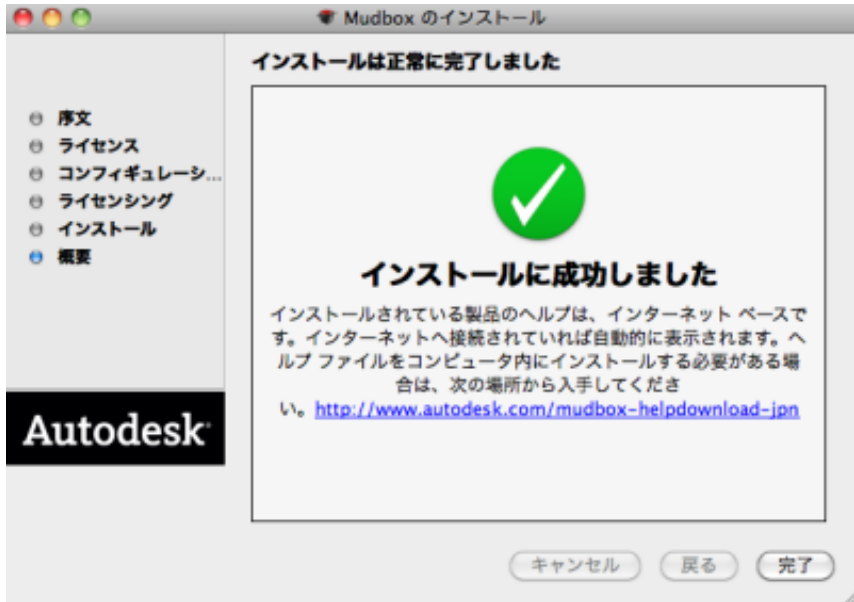 Mudbox のインストール
インストールは正常に完了しました
序文
ライセンス
コンフィギュレーシ...
ライセンシング
インストール
概要
インストールに成功しました
インストールされている製品のヘルプは、インターネット ベースで
す。インターネットへ接続されていれば自動的に表示されます。ヘ
ルプ ファイルをコンピュータ内にインストールする必要がある場
合は、次の場所から入手してくださ
い。http://www.autodesk.com/mudbox-helpdownload-jpn
Autodesk
キャンセル
戻る
完了